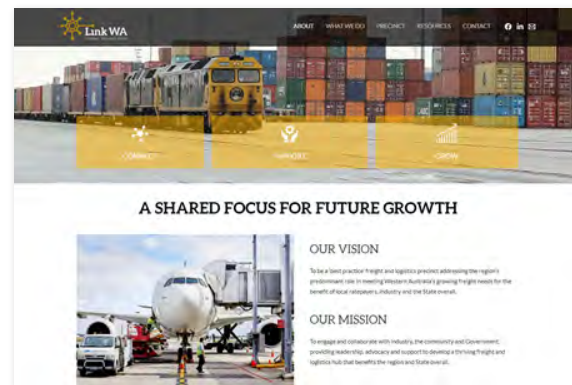 Link WA
ABOUT WHAT WE DO PRECINCT RESOURCES CONTACT
CONNECT
GROW
A SHARED FOCUS FOR FUTURE GROWTH
OUR VISION
To be a best practice freight and logistics precinct addressing the region's
predominant role in meeting Western Australia's growing freight needs for the
benefit of local ratepayers, industry and the State overall.
OUR MISSION
To engage and collaborate with industry, the community and Government,
providing leadership, advocacy and support to develop a thriving freight and
logistics hub that benefits the region and State overall.